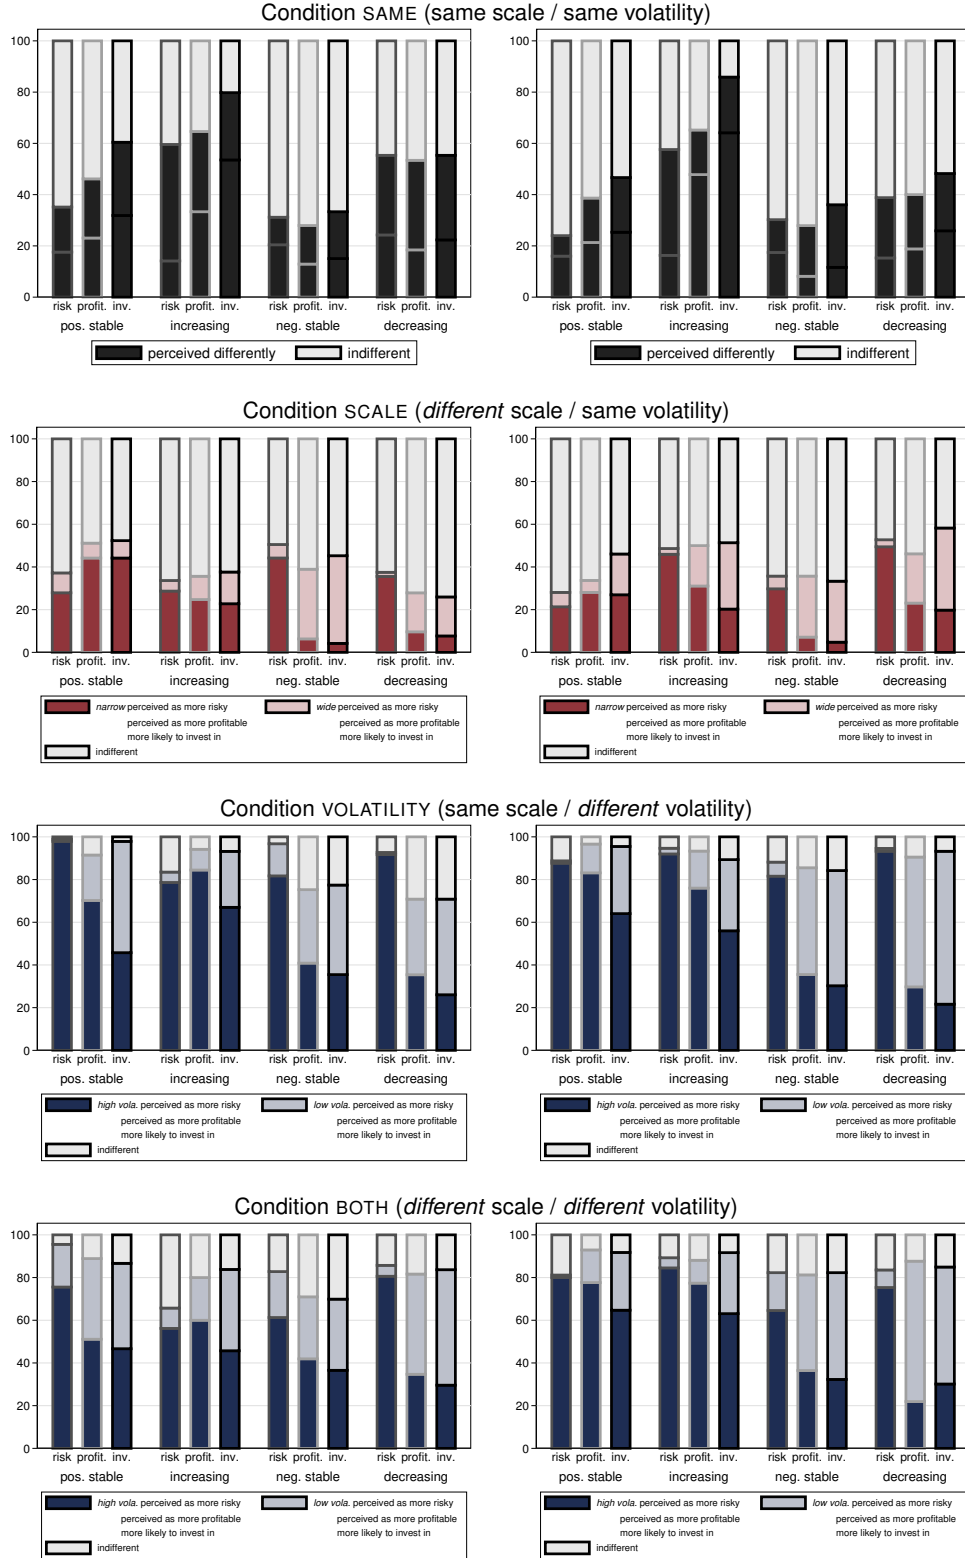 Condition SAME (same scale / same volatility)
100
80
60
40
20
0
risk profit. inv. risk profit. inv. risk profit. inv. risk profit. inv.
pos. stable increasing neg. stable decreasing
perceived differently indifferent
100
80
60
40
20
0
risk profit. inv. risk profit. inv. risk profit. inv. risk profit. inv.
pos. stable increasing neg. stable decreasing
perceived differently indifferent
Condition SCALE (different scale / same volatility)
100
80
60
40
20
0
risk profit. inv. risk profit. inv. risk profit. inv. risk profit. inv.
pos. stable increasing neg. stable decreasing
narrow perceived as more risky wide perceived as more risky
perceived as more profitable perceived as more profitable
more likely to invest in more likely to invest in
indifferent
100
80
60
40
20
0
risk profit. inv. risk profit. inv. risk profit. inv. risk profit. inv.
pos. stable increasing neg. stable decreasing
narrow perceived as more risky wide perceived as more risky
perceived as more profitable perceived as more profitable
more likely to invest in more likely to invest in
indifferent
Condition VOLATILITY (same scale / different volatility)
100
80
60
40
20
0
risk profit. inv. risk profit. inv. risk profit. inv. risk profit. inv.
pos. stable increasing neg. stable decreasing
high vola. perceived as more risky low vola. perceived as more risky
perceived as more profitable perceived as more profitable
more likely to invest in more likely to invest in
indifferent
100
80
60
40
20
0
risk profit. inv. risk profit. inv. risk profit. inv. risk profit. inv.
pos. stable increasing neg. stable decreasing
high vola. perceived as more risky low vola. perceived as more risky
perceived as more profitable perceived as more profitable
more likely to invest in more likely to invest in
indifferent
Condition BOTH (different scale / different volatility)
100
80
60
40
20
0
risk profit. inv. risk profit. inv. risk profit. inv. risk profit. inv.
pos. stable increasing neg. stable decreasing
high vola. perceived as more risky low vola. perceived as more risky
perceived as more profitable perceived as more profitable
more likely to invest in more likely to invest in
indifferent
100
80
60
40
20
0
risk profit. inv. risk profit. inv. risk profit. inv. risk profit. inv.
pos. stable increasing neg. stable decreasing
high vola. perceived as more risky low vola. perceived as more risky
perceived as more profitable perceived as more profitable
more likely to invest in more likely to invest in
indifferent